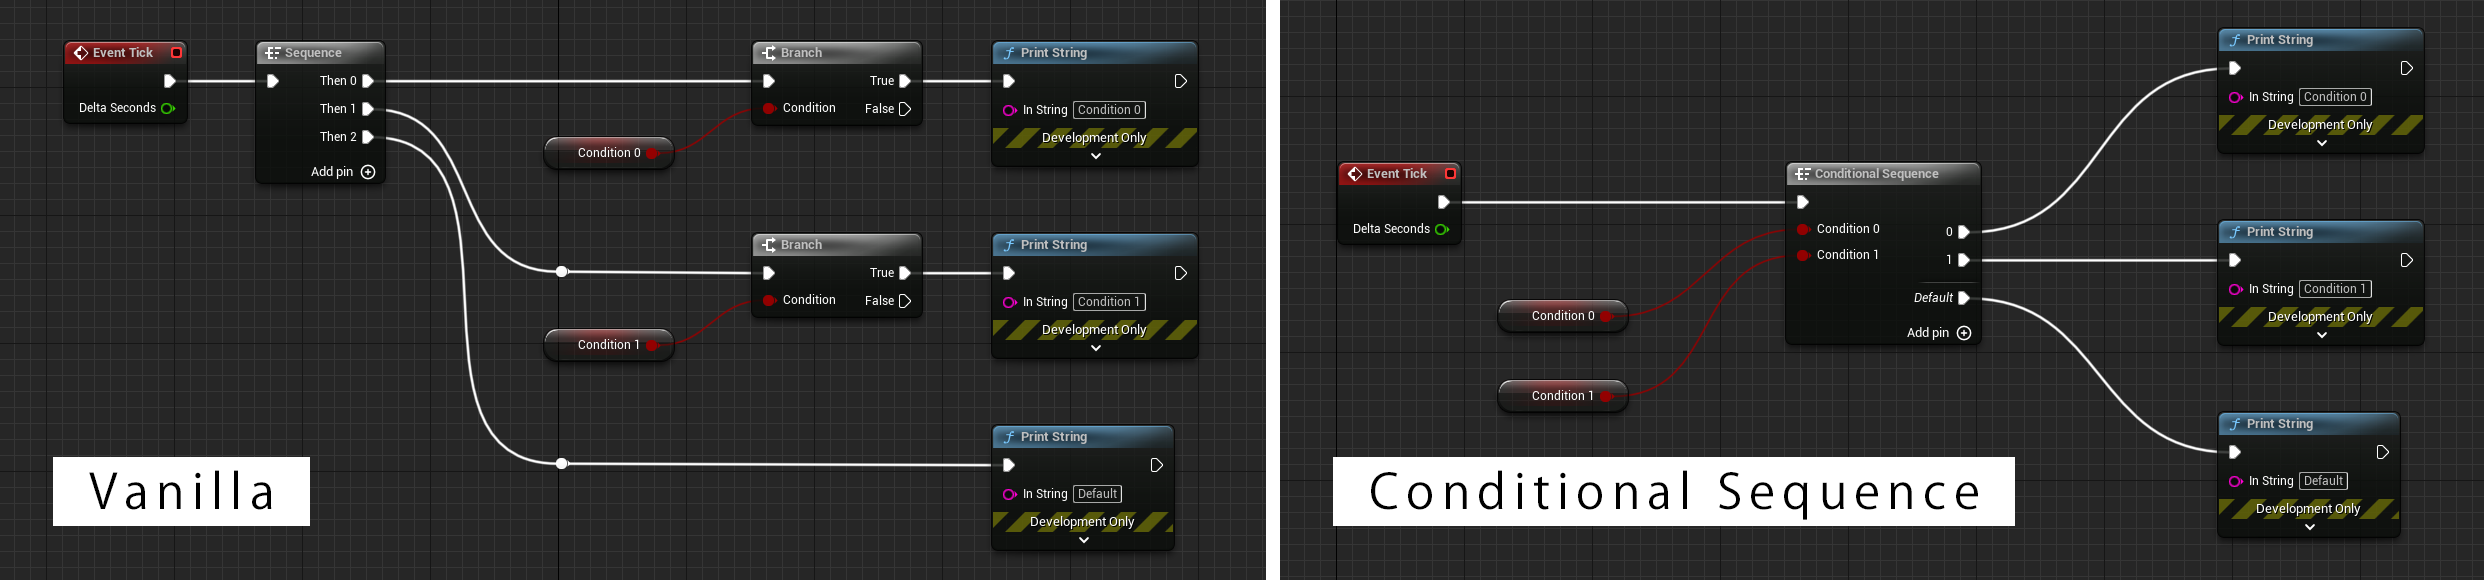 Event Tick
Delta Seconds
Sequence
Then 0
Then 1
Then 2
Add pin
Condition 0
Branch
True
Condition
False
Print String
In String Condition 0
Development Only
Condition 1
Branch
True
Condition
False
Print String
In String Condition 1
Development Only
Print String
In String Default
Development Only
Vanilla
Event Tick
Delta Seconds
Condition 0
Condition 1
Conditional Sequence
Condition 0
Condition 1
0
1
Default
Add pin
Print String
In String Condition 0
Development Only
Print String
In String Condition 1
Development Only
Print String
In String Default
Development Only
Conditional Sequence